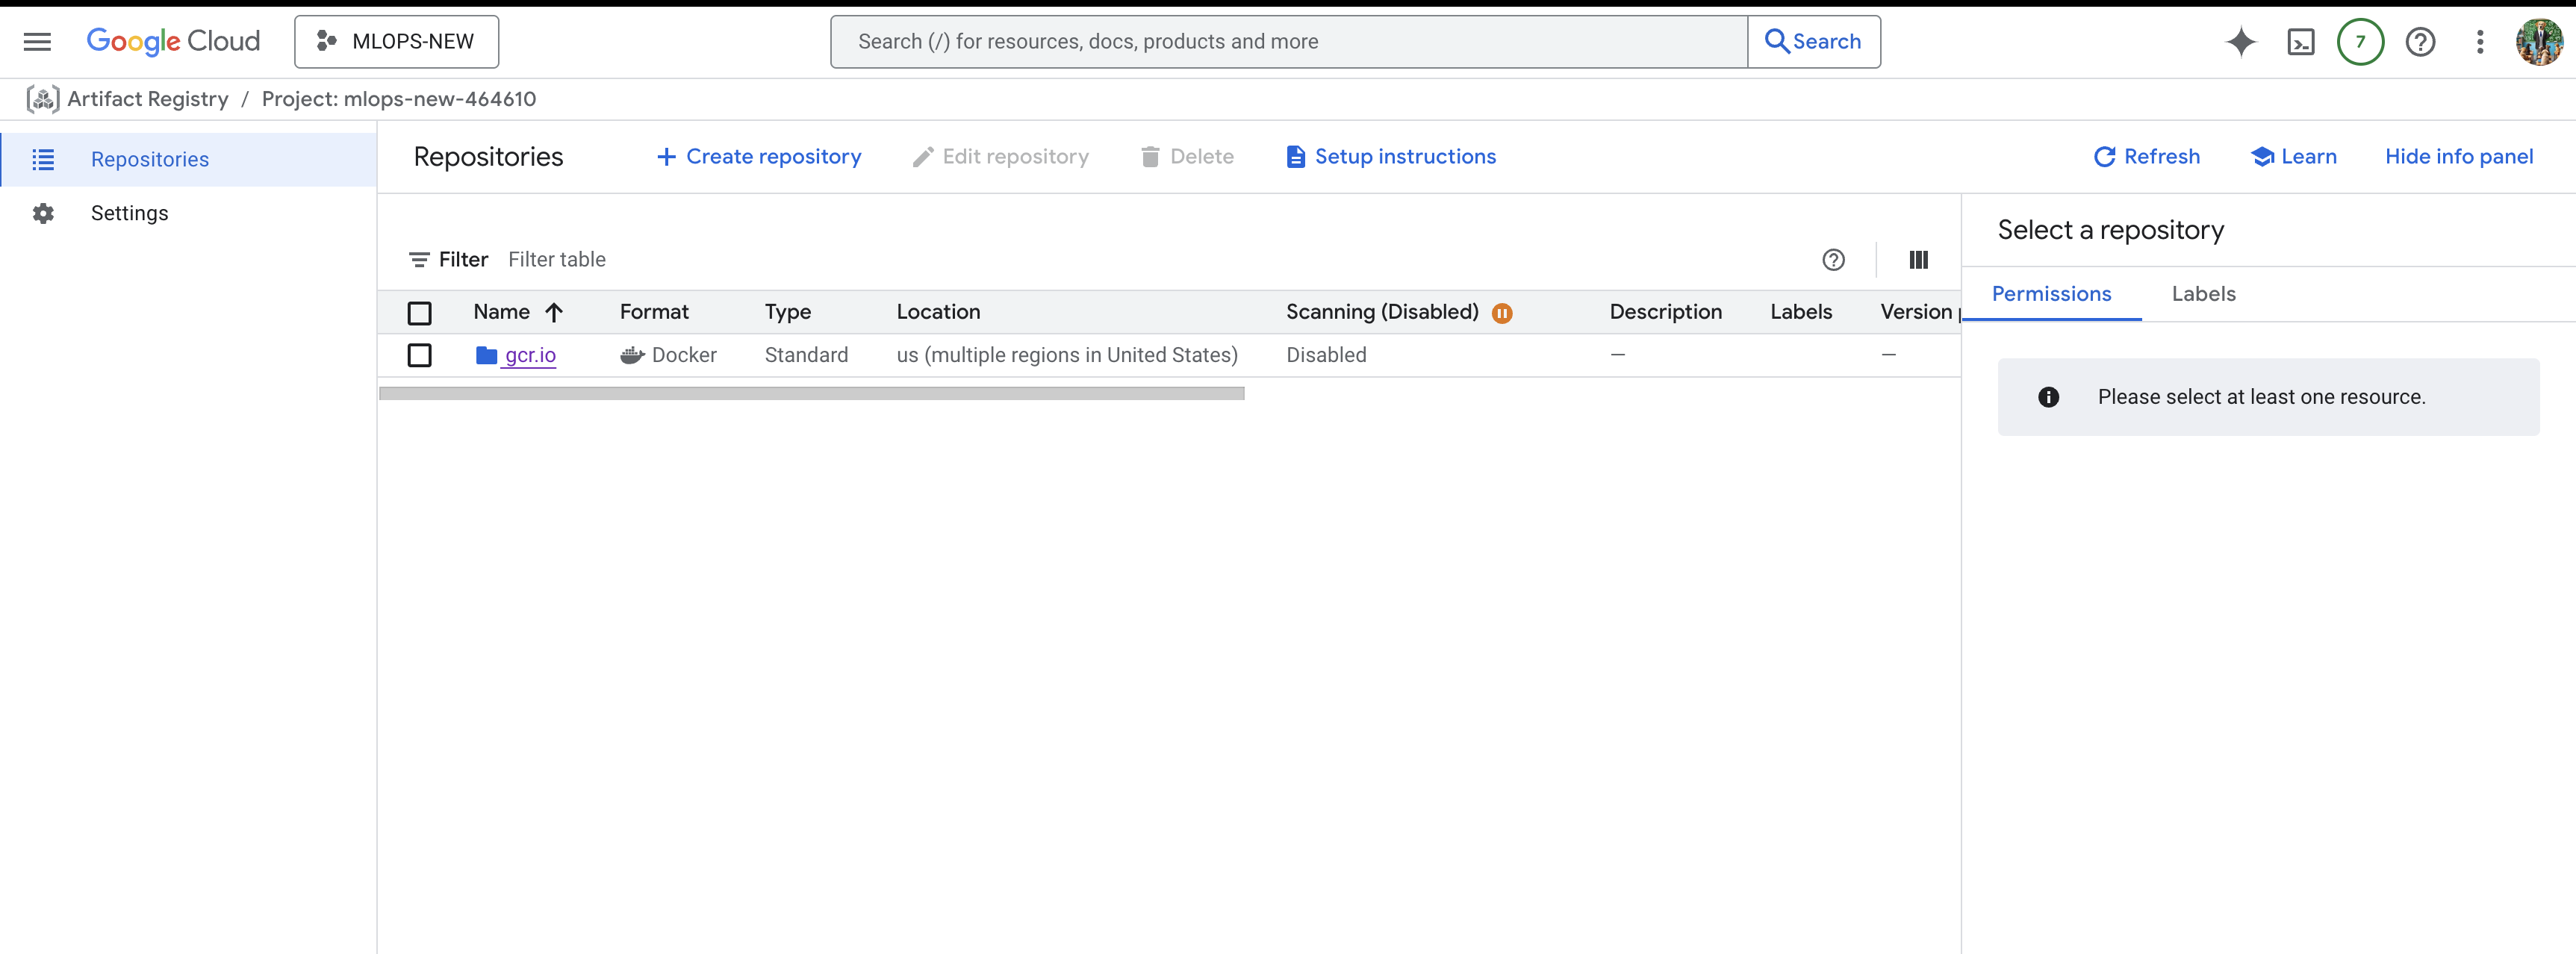 Google Cloud MLOPS-NEW Search (/) for resources, docs, products and more Search 7
Artifact Registry / Project: mlops-new-464610
Repositories
Settings
Repositories Create repository Edit repository Delete Setup instructions Refresh Learn Hide info panel
Filter Filter table
Name Format Type Location Scanning (Disabled) Description Labels Version
gcr.io Docker Standard us (multiple regions in United States) Disabled — —
Select a repository
Permissions Labels
Please select at least one resource.